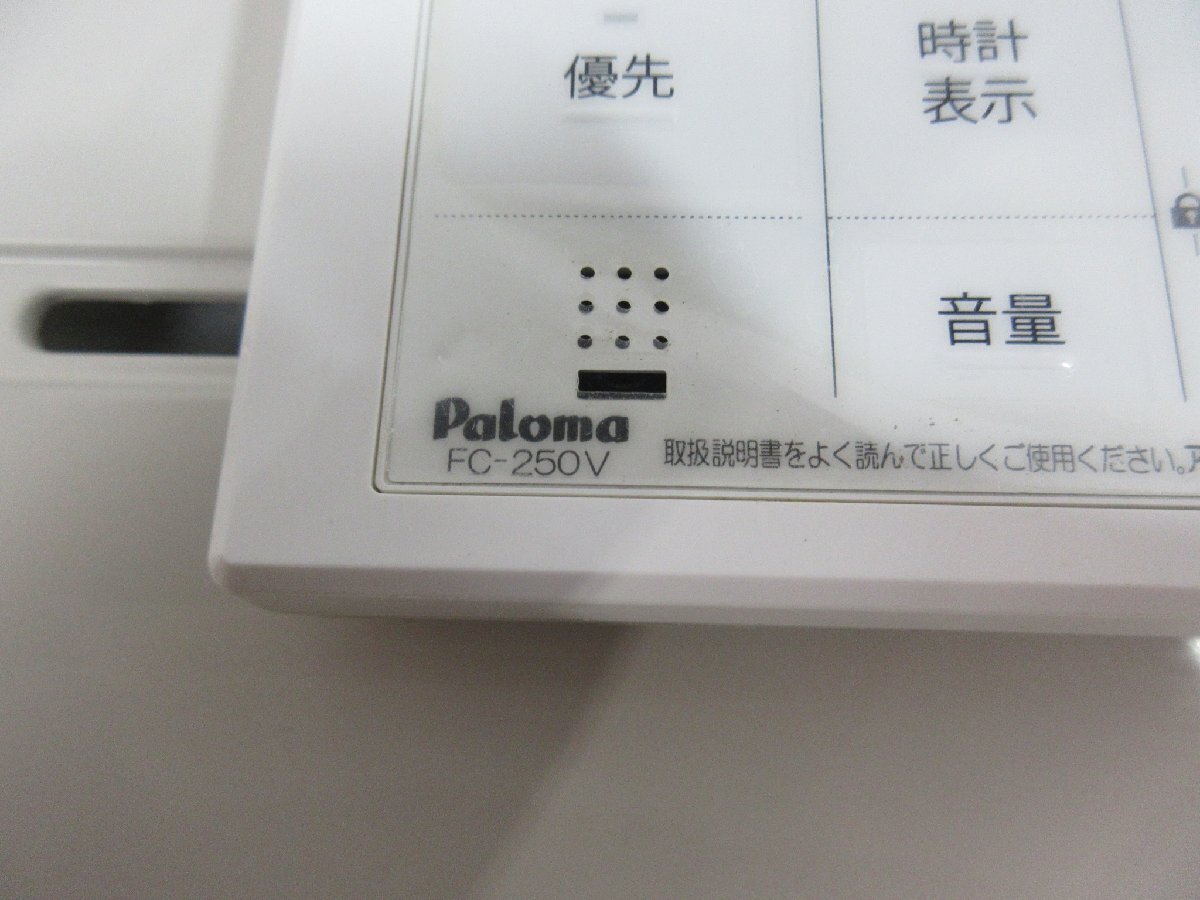 優先
時計
表示
音量
Paloma
FC-250V
取扱説明書をよく読んで正しくご使用ください。ア